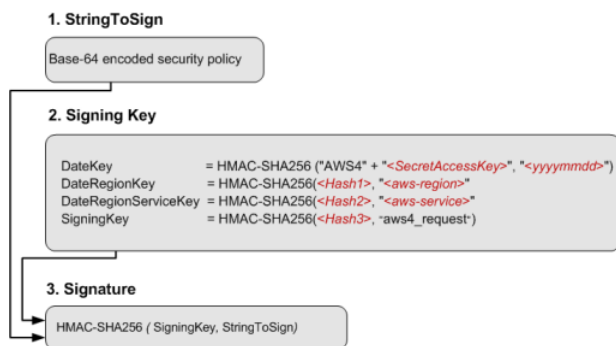 1. StringToSign
Base-64 encoded security policy
2. Signing Key
DateKey = HMAC-SHA256 ("AWS4" + "<SecretAccessKey>", "<yyyymmdd>")
DateRegionKey = HMAC-SHA256(<Hash1>, "<aws-region>"
DateRegionServiceKey = HMAC-SHA256(<Hash2>, "<aws-service>"
SigningKey = HMAC-SHA256(<Hash3>, "aws4_request")
3. Signature
HMAC-SHA256 ( SigningKey, StringToSign)